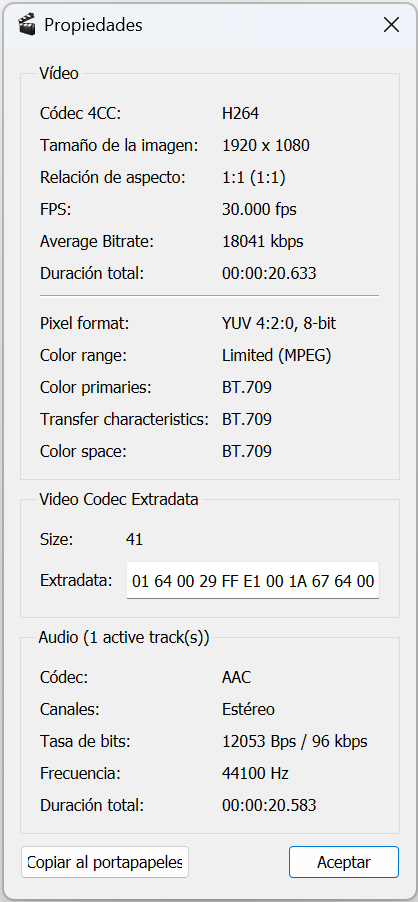 Propiedades
Vídeo
Códec 4CC: H264
Tamaño de la imagen: 1920 x 1080
Relación de aspecto: 1:1 (1:1)
FPS: 30.000 fps
Average Bitrate: 18041 kbps
Duración total: 00:00:20.633
Pixel format: YUV 4:2:0, 8-bit
Color range: Limited (MPEG)
Color primaries: BT.709
Transfer characteristics: BT.709
Color space: BT.709
Video Codec Extradata
Size: 41
Extradata: 01 64 00 29 FF E1 00 1A 67 64 00
Audio (1 active track(s))
Códec: AAC
Canales: Estéreo
Tasa de bits: 12053 Bps / 96 kbps
Frecuencia: 44100 Hz
Duración total: 00:00:20.583
Copiar al portapapeles Aceptar